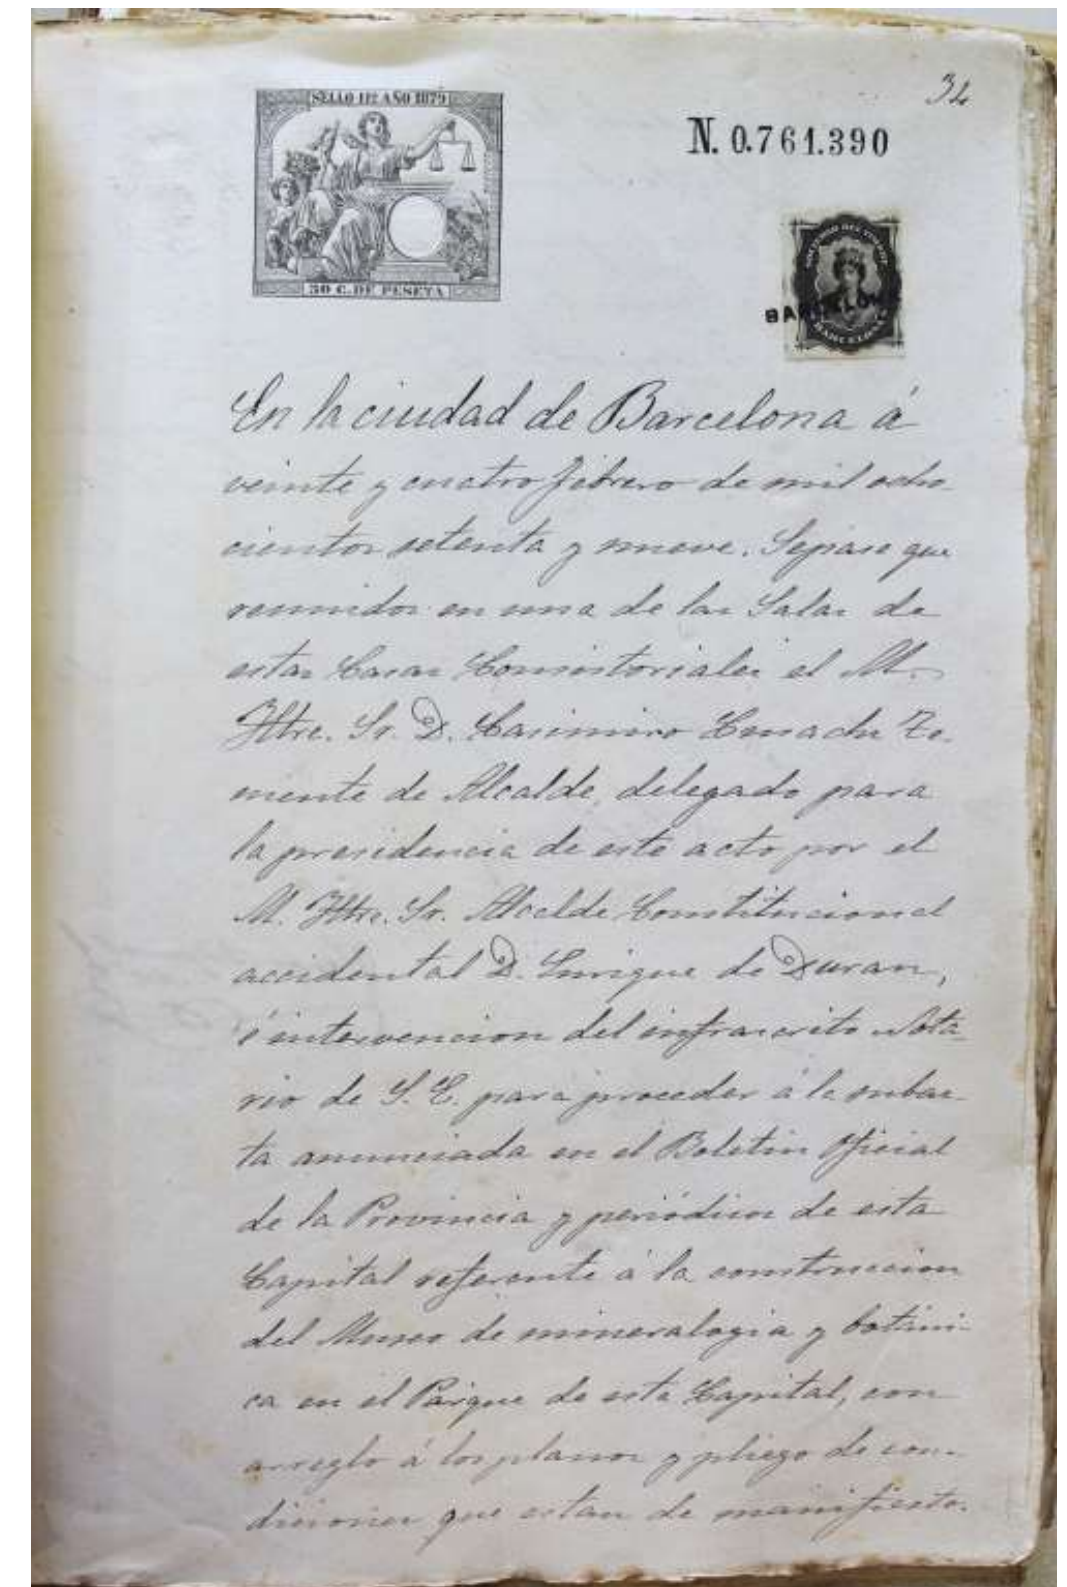 34
SELLO 11º AÑO 1879
N. 0.761.390
30 C. DE PESETA
BARCELONA
BARCELONA
En la ciudad de Barcelona á
veinte y cuatro febrero de mil ocho
cientos setenta y nueve. Sepase que
reunidos en una de las Salas de
estas Casas Consistoriales el M.
Iltre. Sr. D. Casimiro Te-
niente de Alcalde, delegado para
la presidencia de este acto por el
M. Iltre. Sr. Alcalde Constitucional
accidental D. Enrique de Duran,
é intervencion del infrascrito Nota-
rio de S. E. para proceder á la subas-
ta anunciada en el Boletin Oficial
de la Provincia y periódicos de esta
Capital referente á la construccion
del Museo de mineralogia y botáni-
ca en el Parque de esta Capital, con
arreglo á los planos y pliego de con-
diciones que estan de manifiesto.